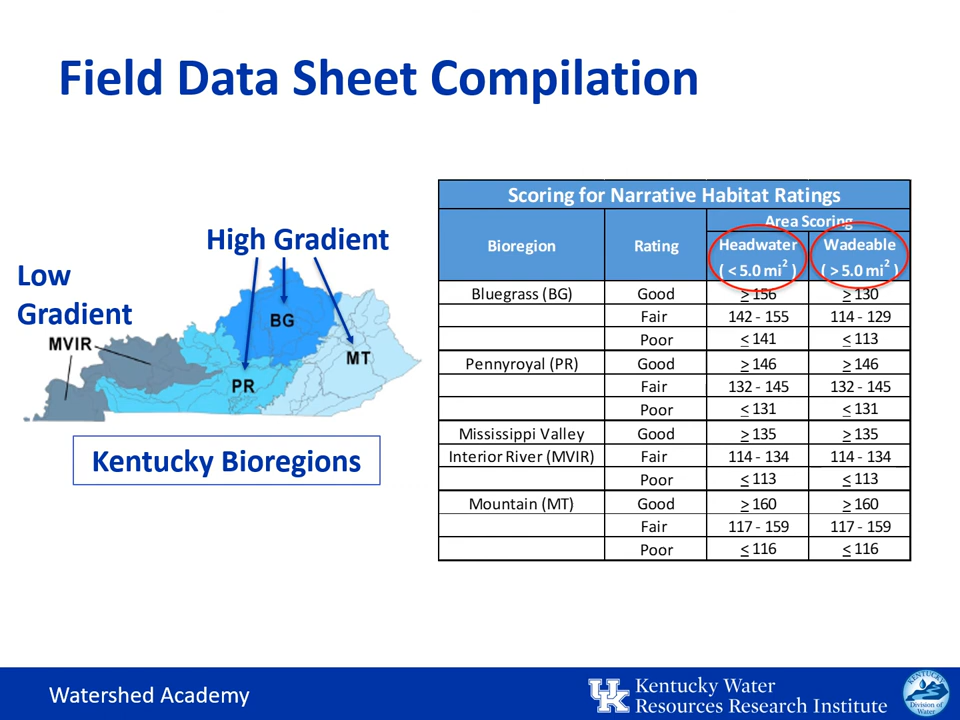 Field Data Sheet Compilation
High Gradient
Low
Gradient
MVIR
BG
MT
PR
Kentucky Bioregions
Scoring for Narrative Habitat Ratings
Bioregion Rating Area Scoring
Headwater Wadeable
( < 5.0 mi² ) ( > 5.0 mi² )
Bluegrass (BG) Good ≥ 156 ≥ 130
Fair 142 - 155 114 - 129
Poor ≤ 141 ≤ 113
Pennyroyal (PR) Good ≥ 146 ≥ 146
Fair 132 - 145 132 - 145
Poor ≤ 131 ≤ 131
Mississippi Valley Good ≥ 135 ≥ 135
Interior River (MVIR) Fair 114 - 134 114 - 134
Poor ≤ 113 ≤ 113
Mountain (MT) Good ≥ 160 ≥ 160
Fair 117 - 159 117 - 159
Poor ≤ 116 ≤ 116
Watershed Academy
UK
Kentucky Water
Resources Research Institute
KENTUCKY
Division of
Water